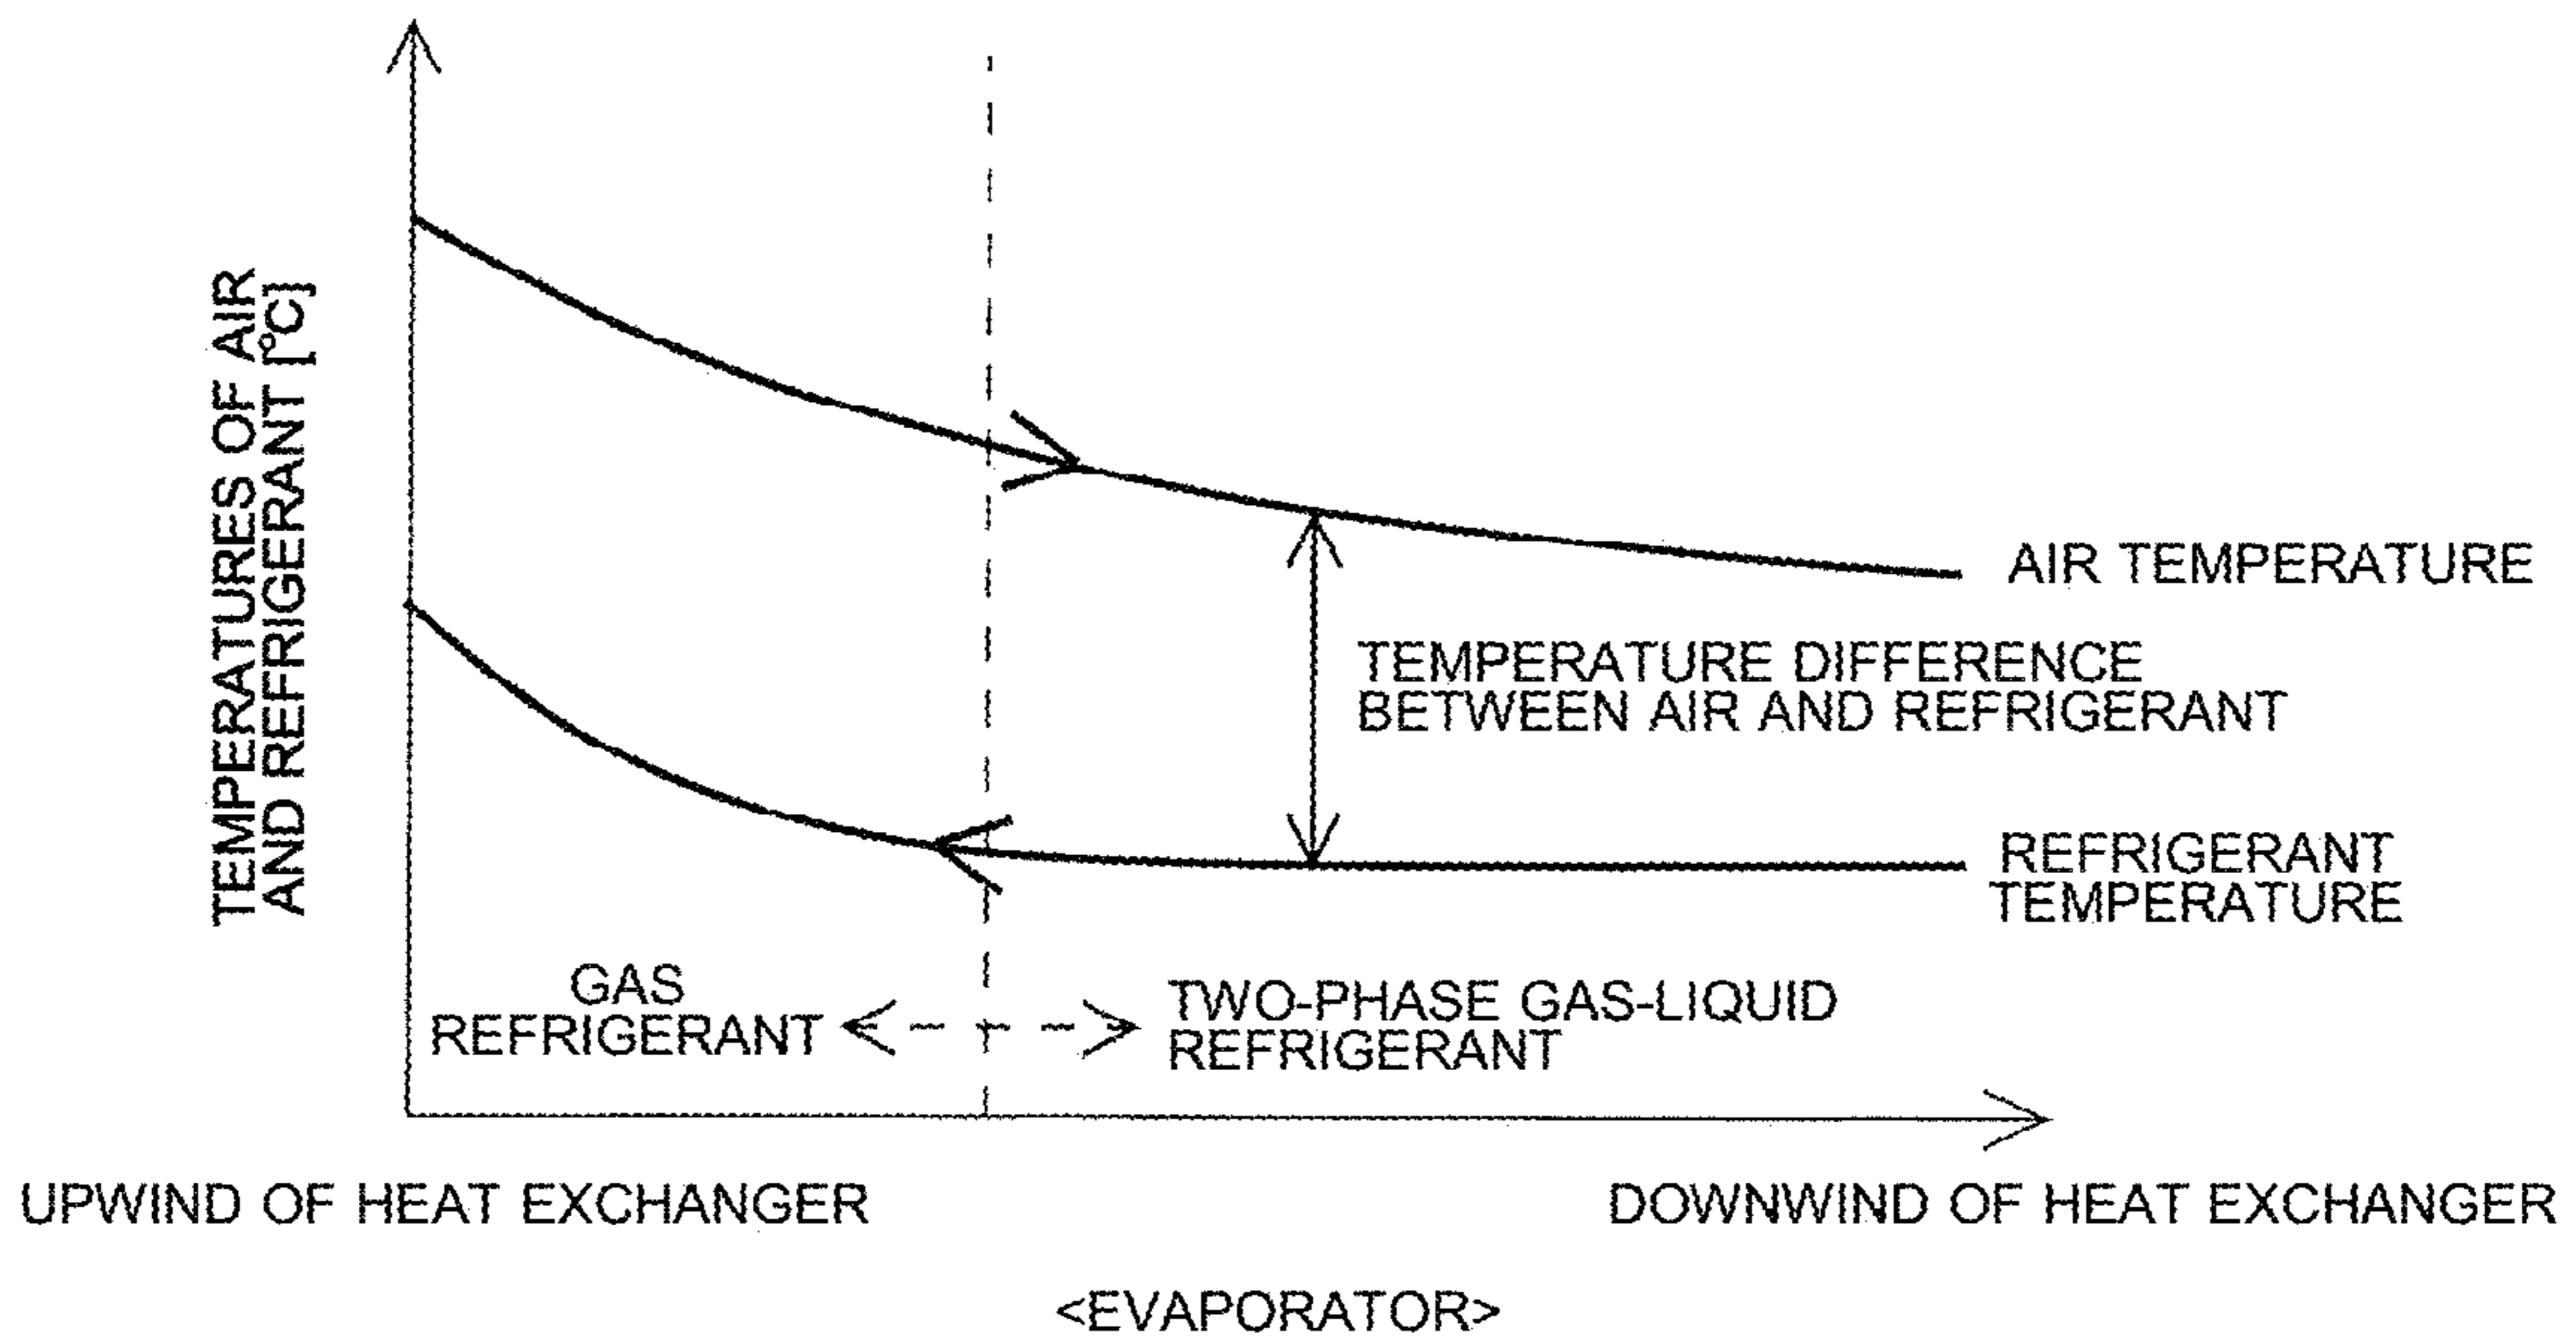 TEMPERATURES OF AIR
AND REFRIGERANT [°C]
AIR TEMPERATURE
TEMPERATURE DIFFERENCE
BETWEEN AIR AND REFRIGERANT
REFRIGERANT
TEMPERATURE
GAS
REFRIGERANT
TWO-PHASE GAS-LIQUID
REFRIGERANT
UPWIND OF HEAT EXCHANGER
DOWNWIND OF HEAT EXCHANGER
<EVAPORATOR>